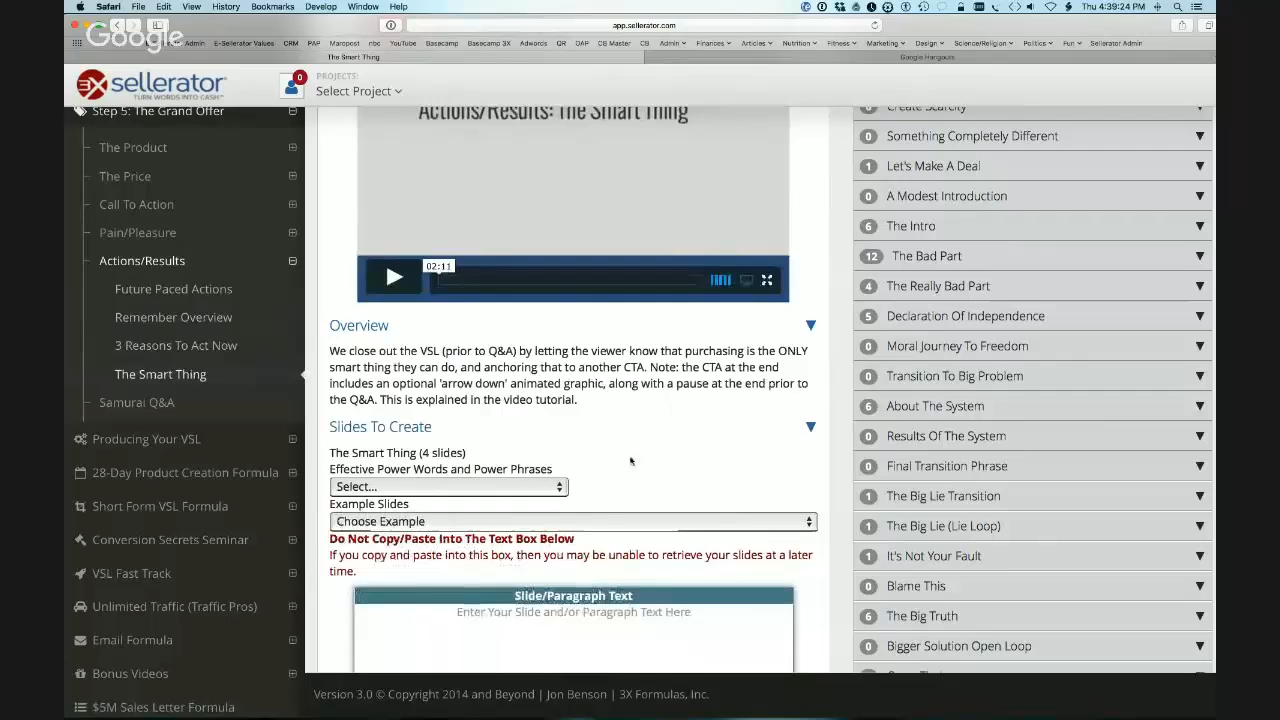 Safari File Edit View History Bookmarks Develop Window Help
Thu 4:39:24 PM
Google
app.sellerator.com
Admin E-Sellerator Values CRM PAP Maropost nbc YouTube Basecamp Basecamp 3X Adwords QR OAP CB Master CB Admin Finances Articles Nutrition Fitness Marketing Design Science/Religion Politics Fun Sellerator Admin
The Smart Thing
Google Hangouts
3X sellerator
TURN WORDS INTO CA$H
0
PROJECTS:
Select Project
Step 5: The Grand Offer
The Product
The Price
Call To Action
Pain/Pleasure
Actions/Results
Future Paced Actions
Remember Overview
3 Reasons To Act Now
The Smart Thing
Samurai Q&A
Producing Your VSL
28-Day Product Creation Formula
Short Form VSL Formula
Conversion Secrets Seminar
VSL Fast Track
Unlimited Traffic (Traffic Pros)
Email Formula
Bonus Videos
$5M Sales Letter Formula
Actions/Results: The Smart Thing
02:11
Overview
We close out the VSL (prior to Q&A) by letting the viewer know that purchasing is the ONLY
smart thing they can do, and anchoring that to another CTA. Note: the CTA at the end
includes an optional 'arrow down' animated graphic, along with a pause at the end prior to
the Q&A. This is explained in the video tutorial.
Slides To Create
The Smart Thing (4 slides)
Effective Power Words and Power Phrases
Select...
Example Slides
Choose Example
Do Not Copy/Paste Into The Text Box Below
If you copy and paste into this box, then you may be unable to retrieve your slides at a later
time.
Slide/Paragraph Text
Enter Your Slide and/or Paragraph Text Here
0 Create Scarcity
0 Something Completely Different
1 Let's Make A Deal
0 A Modest Introduction
6 The Intro
12 The Bad Part
4 The Really Bad Part
5 Declaration Of Independence
0 Moral Journey To Freedom
0 Transition To Big Problem
6 About The System
0 Results Of The System
0 Final Transition Phrase
1 The Big Lie Transition
1 The Big Lie (Lie Loop)
1 It's Not Your Fault
0 Blame This
6 The Big Truth
0 Bigger Solution Open Loop
Version 3.0 © Copyright 2014 and Beyond | Jon Benson | 3X Formulas, Inc.